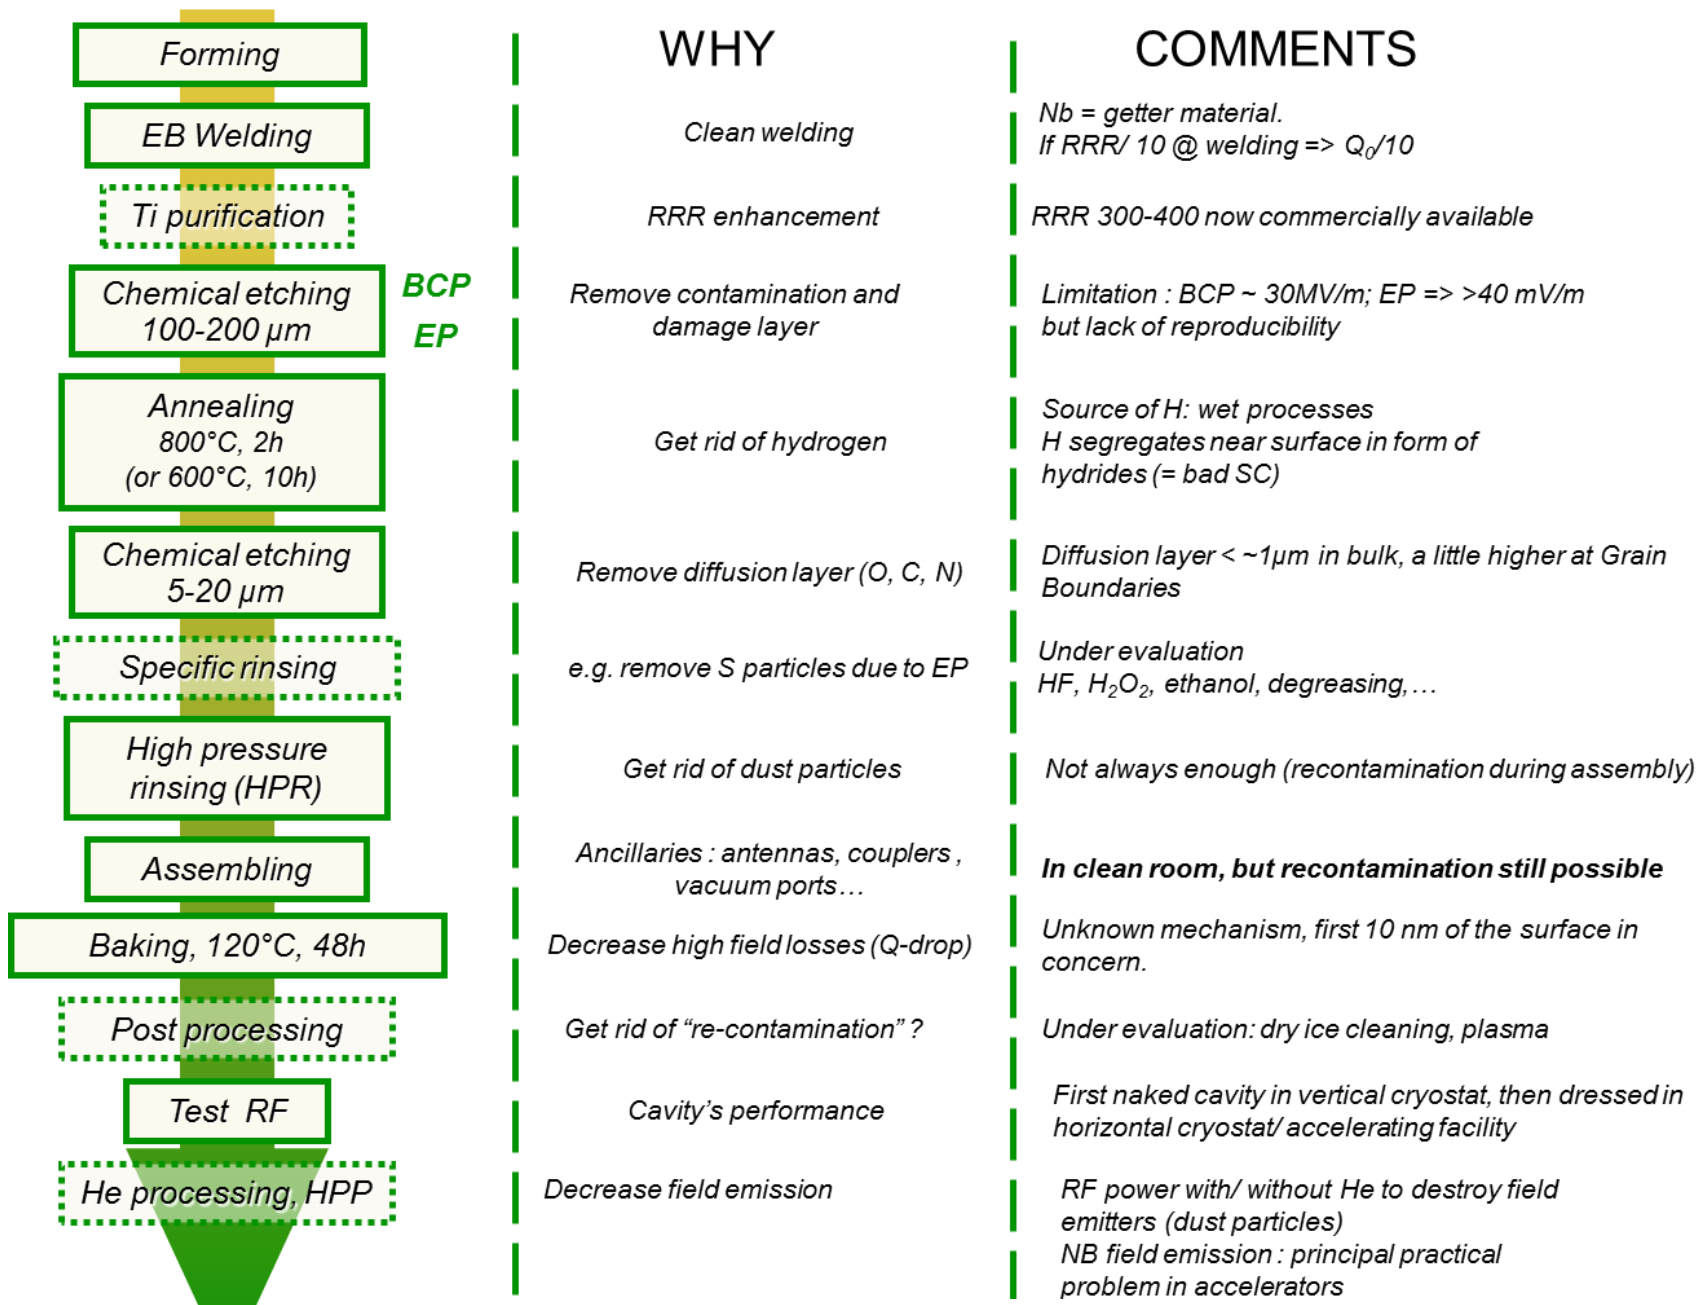 WHY
COMMENTS
Forming
EB Welding
Clean welding
Nb = getter material.
If RRR/ 10 @ welding => Q₀/10
Ti purification
RRR enhancement
RRR 300-400 now commercially available
Chemical etching
100-200 µm
BCP
EP
Remove contamination and
damage layer
Limitation : BCP ~ 30MV/m; EP => >40 mV/m
but lack of reproducibility
Annealing
800°C, 2h
(or 600°C, 10h)
Get rid of hydrogen
Source of H: wet processes
H segregates near surface in form of
hydrides (= bad SC)
Chemical etching
5-20 µm
Remove diffusion layer (O, C, N)
Diffusion layer < ~1µm in bulk, a little higher at Grain
Boundaries
Specific rinsing
e.g. remove S particles due to EP
Under evaluation
HF, H₂O₂, ethanol, degreasing,…
High pressure
rinsing (HPR)
Get rid of dust particles
Not always enough (recontamination during assembly)
Assembling
Ancillaries : antennas, couplers ,
vacuum ports…
In clean room, but recontamination still possible
Baking, 120°C, 48h
Decrease high field losses (Q-drop)
Unknown mechanism, first 10 nm of the surface in
concern.
Post processing
Get rid of “re-contamination” ?
Under evaluation: dry ice cleaning, plasma
Test RF
Cavity’s performance
First naked cavity in vertical cryostat, then dressed in
horizontal cryostat/ accelerating facility
He processing, HPP
Decrease field emission
RF power with/ without He to destroy field
emitters (dust particles)
NB field emission : principal practical
problem in accelerators